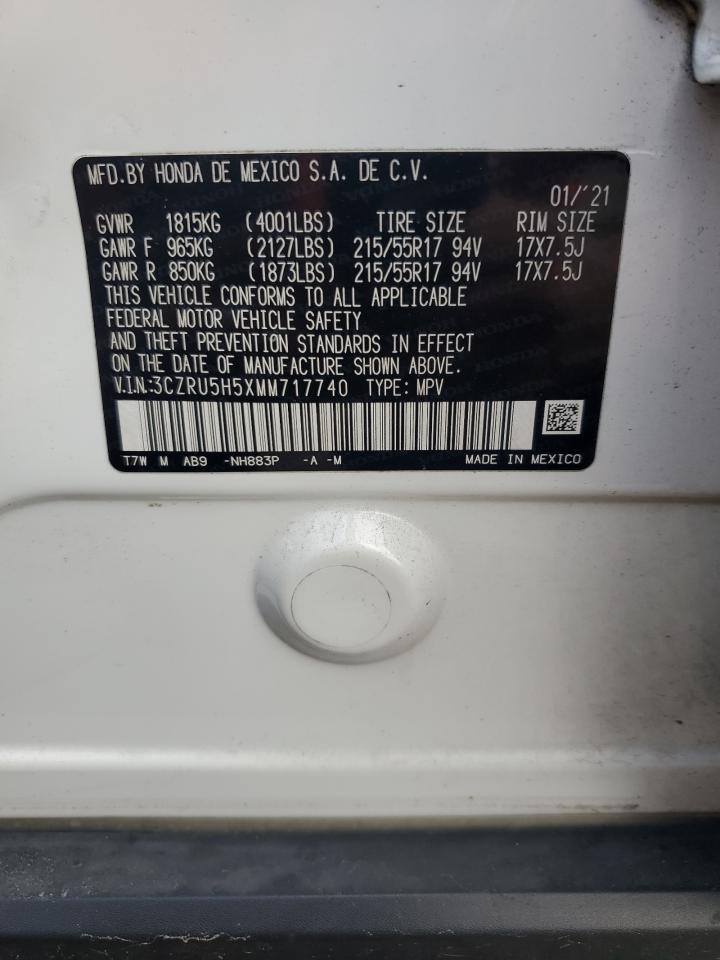 MFD.BY HONDA DE MEXICO S.A. DE C.V.
01/'21
GVWR 1815KG (4001LBS) TIRE SIZE RIM SIZE
GAWR F 965KG (2127LBS) 215/55R17 94V 17X7.5J
GAWR R 850KG (1873LBS) 215/55R17 94V 17X7.5J
THIS VEHICLE CONFORMS TO ALL APPLICABLE
FEDERAL MOTOR VEHICLE SAFETY
AND THEFT PREVENTION STANDARDS IN EFFECT
ON THE DATE OF MANUFACTURE SHOWN ABOVE.
V.I.N.:3CZRU5H5XMM717740 TYPE: MPV
T7W M AB9 -NH883P -A -M MADE IN MEXICO